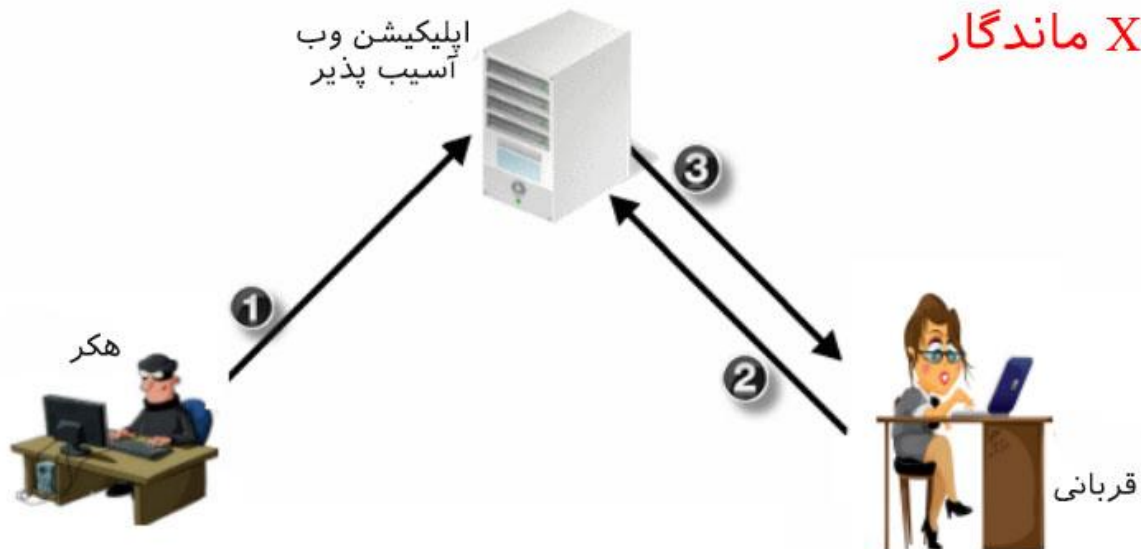 X ماندگار
اپلیکیشن وب
آسیب پذیر
3
1
2
هکر
قربانی